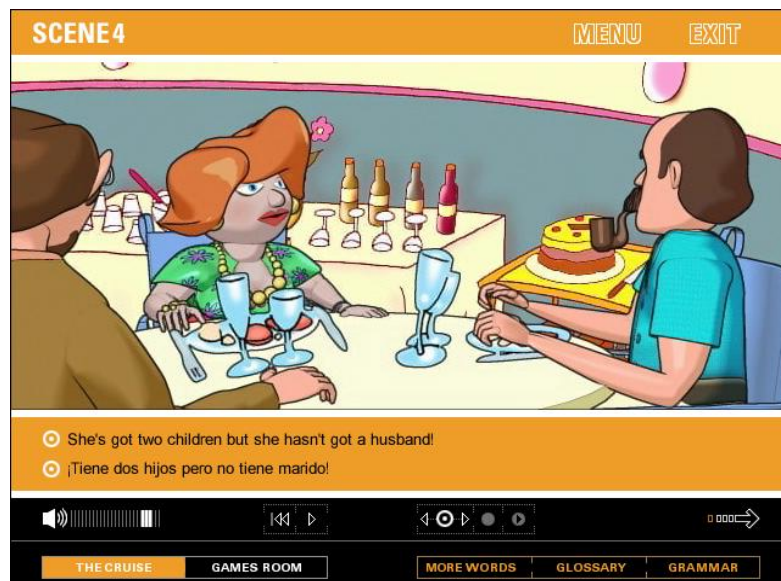 SCENE 4 MENU EXIT
She's got two children but she hasn't got a husband!
¡Tiene dos hijos pero no tiene marido!
THE CRUISE GAMES ROOM MORE WORDS GLOSSARY GRAMMAR